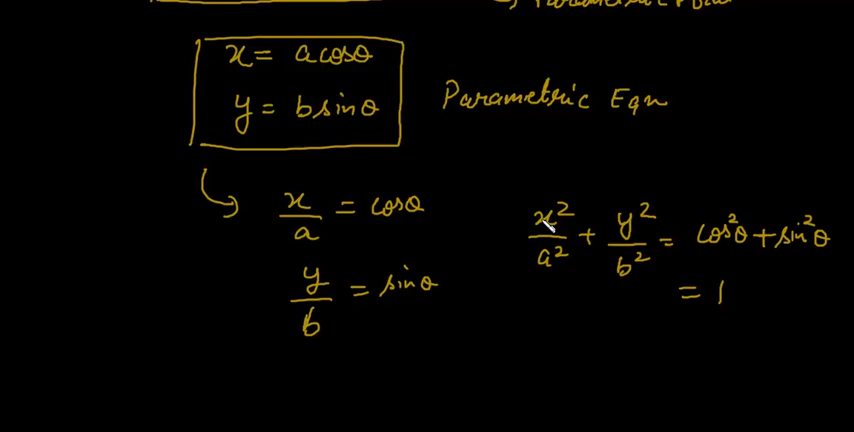 x = a cosθ
y = b sinθ
Parametric Eqn
x/a = cosθ
y/b = sinθ
x²/a² + y²/b² = cos²θ + sin²θ
= 1